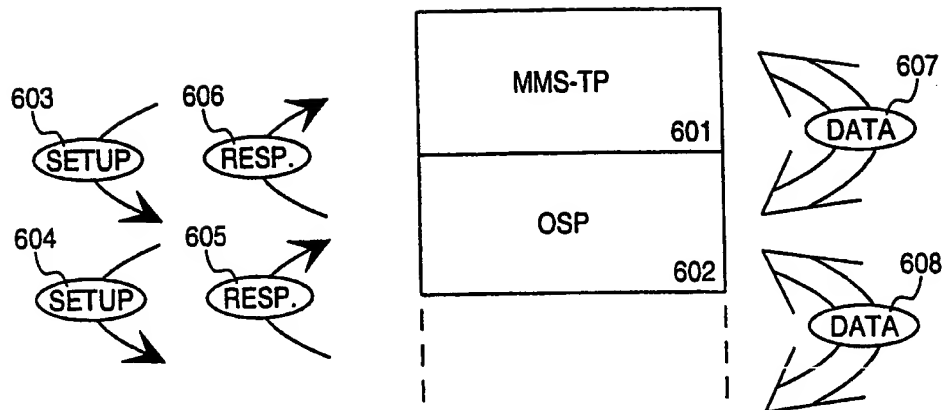 603
606
SETUP
RESP.
604
605
SETUP
RESP.
MMS-TP
601
OSP
602
607
DATA
608
DATA